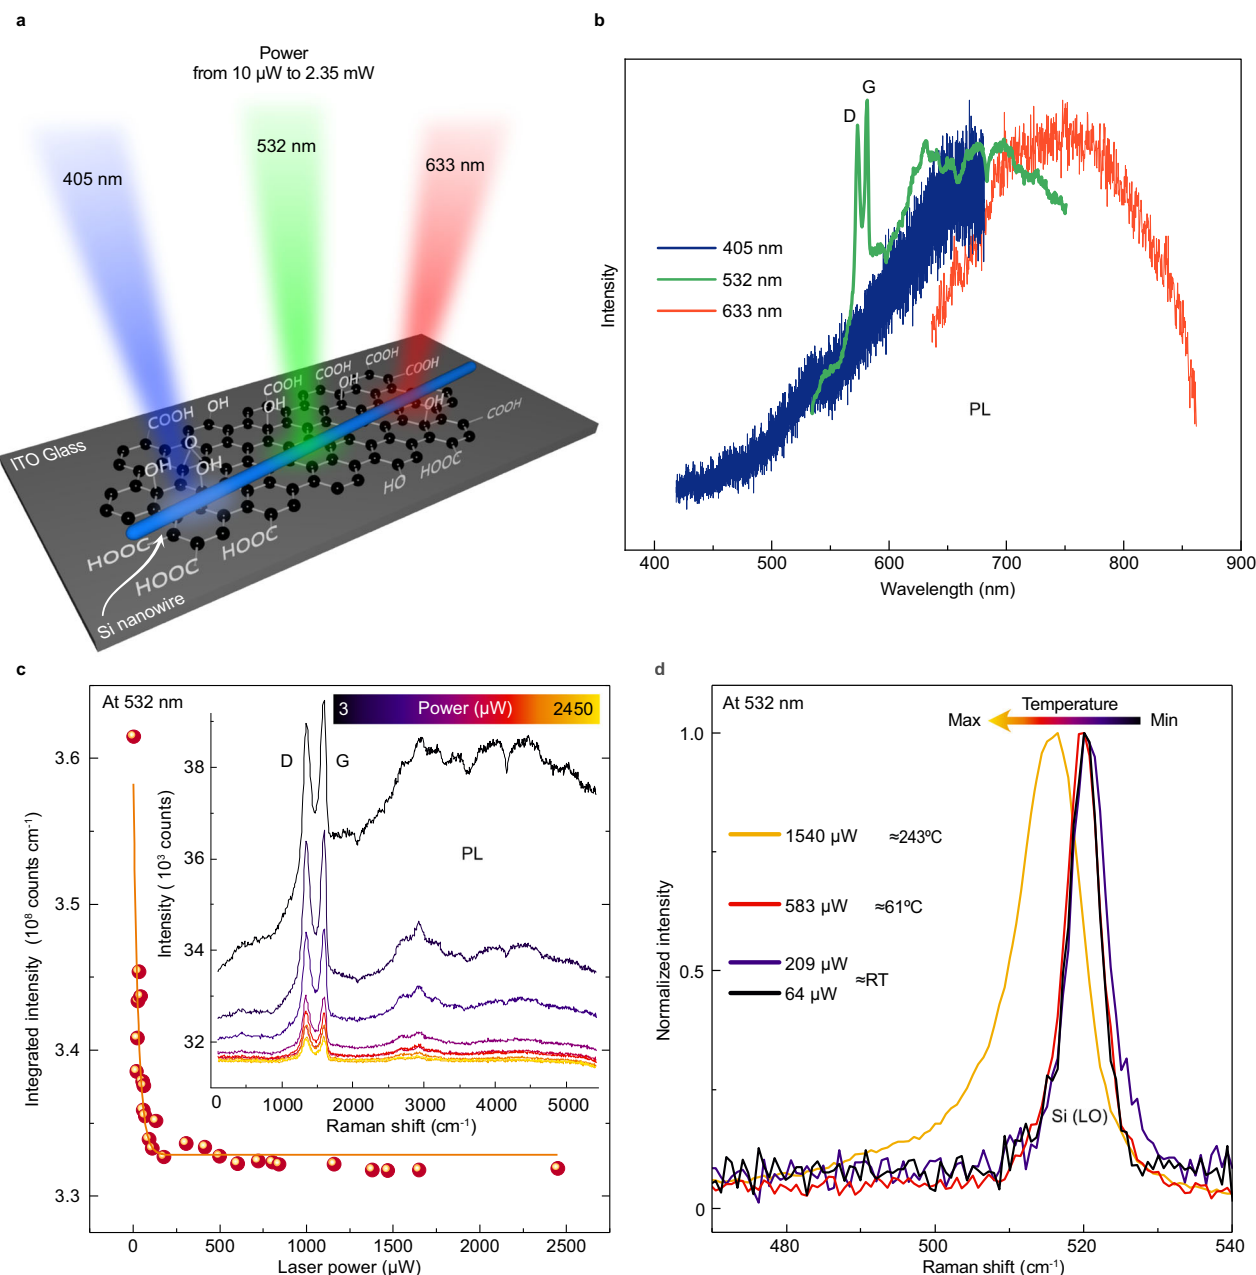 a
Power
from 10 µW to 2.35 mW
405 nm
532 nm
633 nm
ITO Glass
COOH
OH
COOH
OH
COOH
OH
COOH
COOH
OH
COOH
O
OH
OH
HO
HOOC
HOOC
HOOC
HOOC
Si nanowire
b
D
G
405 nm
532 nm
633 nm
PL
Intensity
400
500
600
700
800
900
Wavelength (nm)
c
At 532 nm
3
Power (µW)
2450
D
G
PL
38
36
34
32
Intensity (10³ counts)
0
1000
2000
3000
4000
5000
Raman shift (cm⁻¹)
3.6
3.5
3.4
3.3
Integrated intensity (10⁸ counts cm⁻¹)
0
500
1000
1500
2000
2500
Laser power (µW)
d
At 532 nm
Temperature
Max
Min
1540 µW ≈243ºC
583 µW ≈61ºC
209 µW
≈RT
64 µW
Si (LO)
1.0
0.5
0
Normalized intensity
480
500
520
540
Raman shift (cm⁻¹)